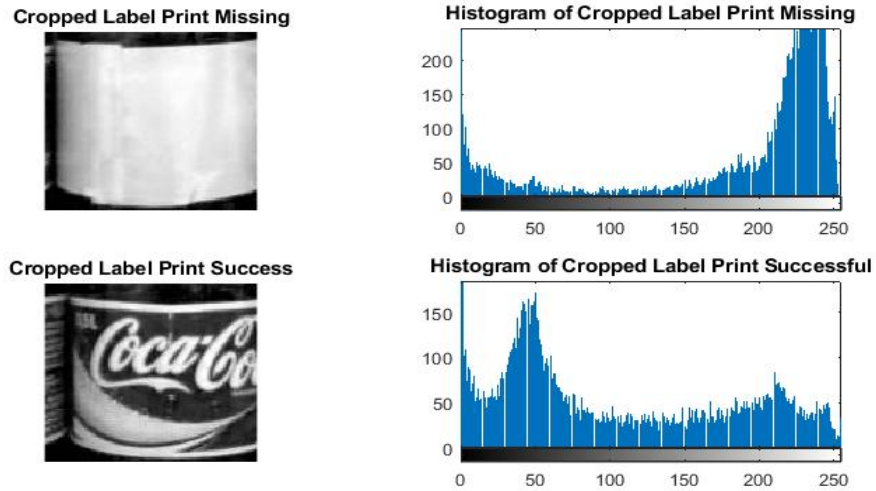 Cropped Label Print Missing
Histogram of Cropped Label Print Missing
200
150
100
50
0
0 50 100 150 200 250
Cropped Label Print Success
Histogram of Cropped Label Print Successful
150
100
50
0
0 50 100 150 200 250
Coca-Co